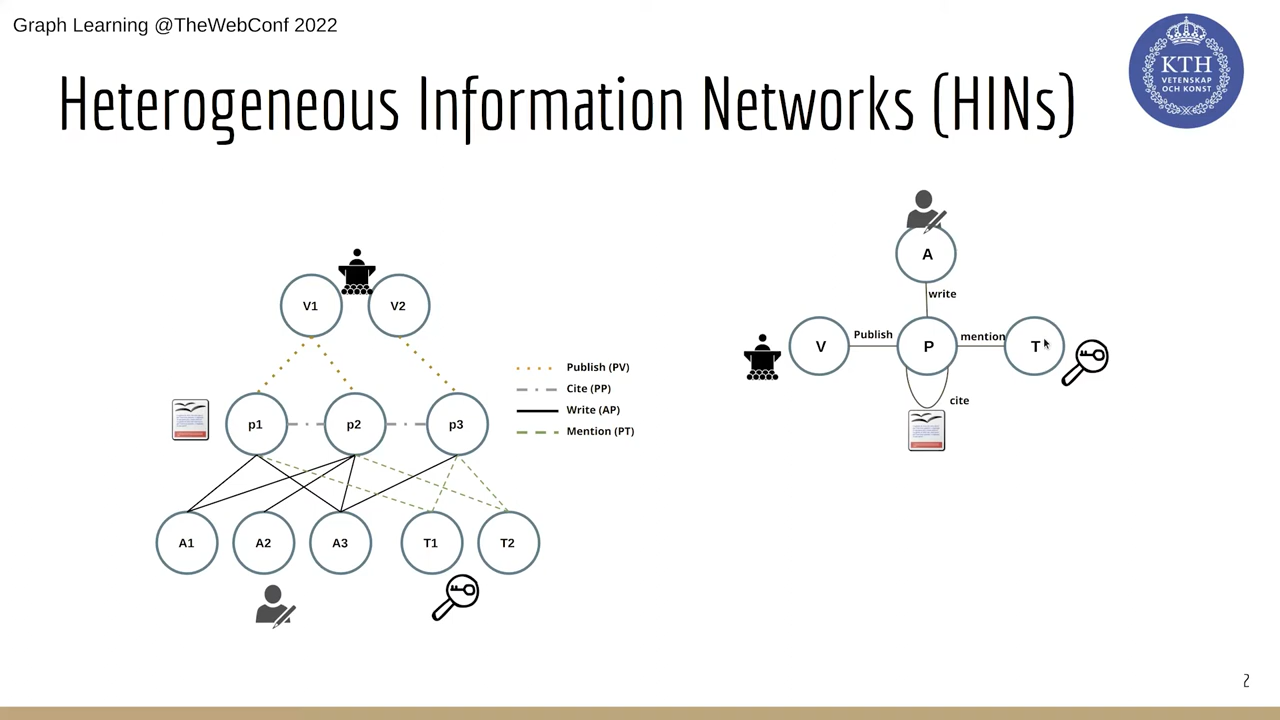 Graph Learning @TheWebConf 2022
KTH
VETENSKAP
OCH KONST
Heterogeneous Information Networks (HINs)
V1
V2
Publish (PV)
Cite (PP)
Write (AP)
Mention (PT)
p1
p2
p3
A1
A2
A3
T1
T2
A
write
V
Publish
P
mention
T
cite
2